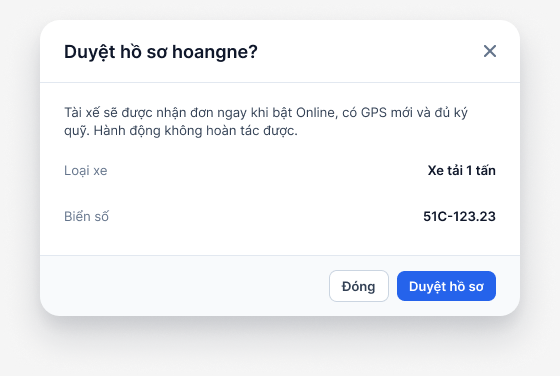 Duyệt hồ sơ hoangne?
Tài xế sẽ được nhận đơn ngay khi bật Online, có GPS mới và đủ ký
quỹ. Hành động không hoàn tác được.
Loại xe
Xe tải 1 tấn
Biển số
51C-123.23
Đóng
Duyệt hồ sơ